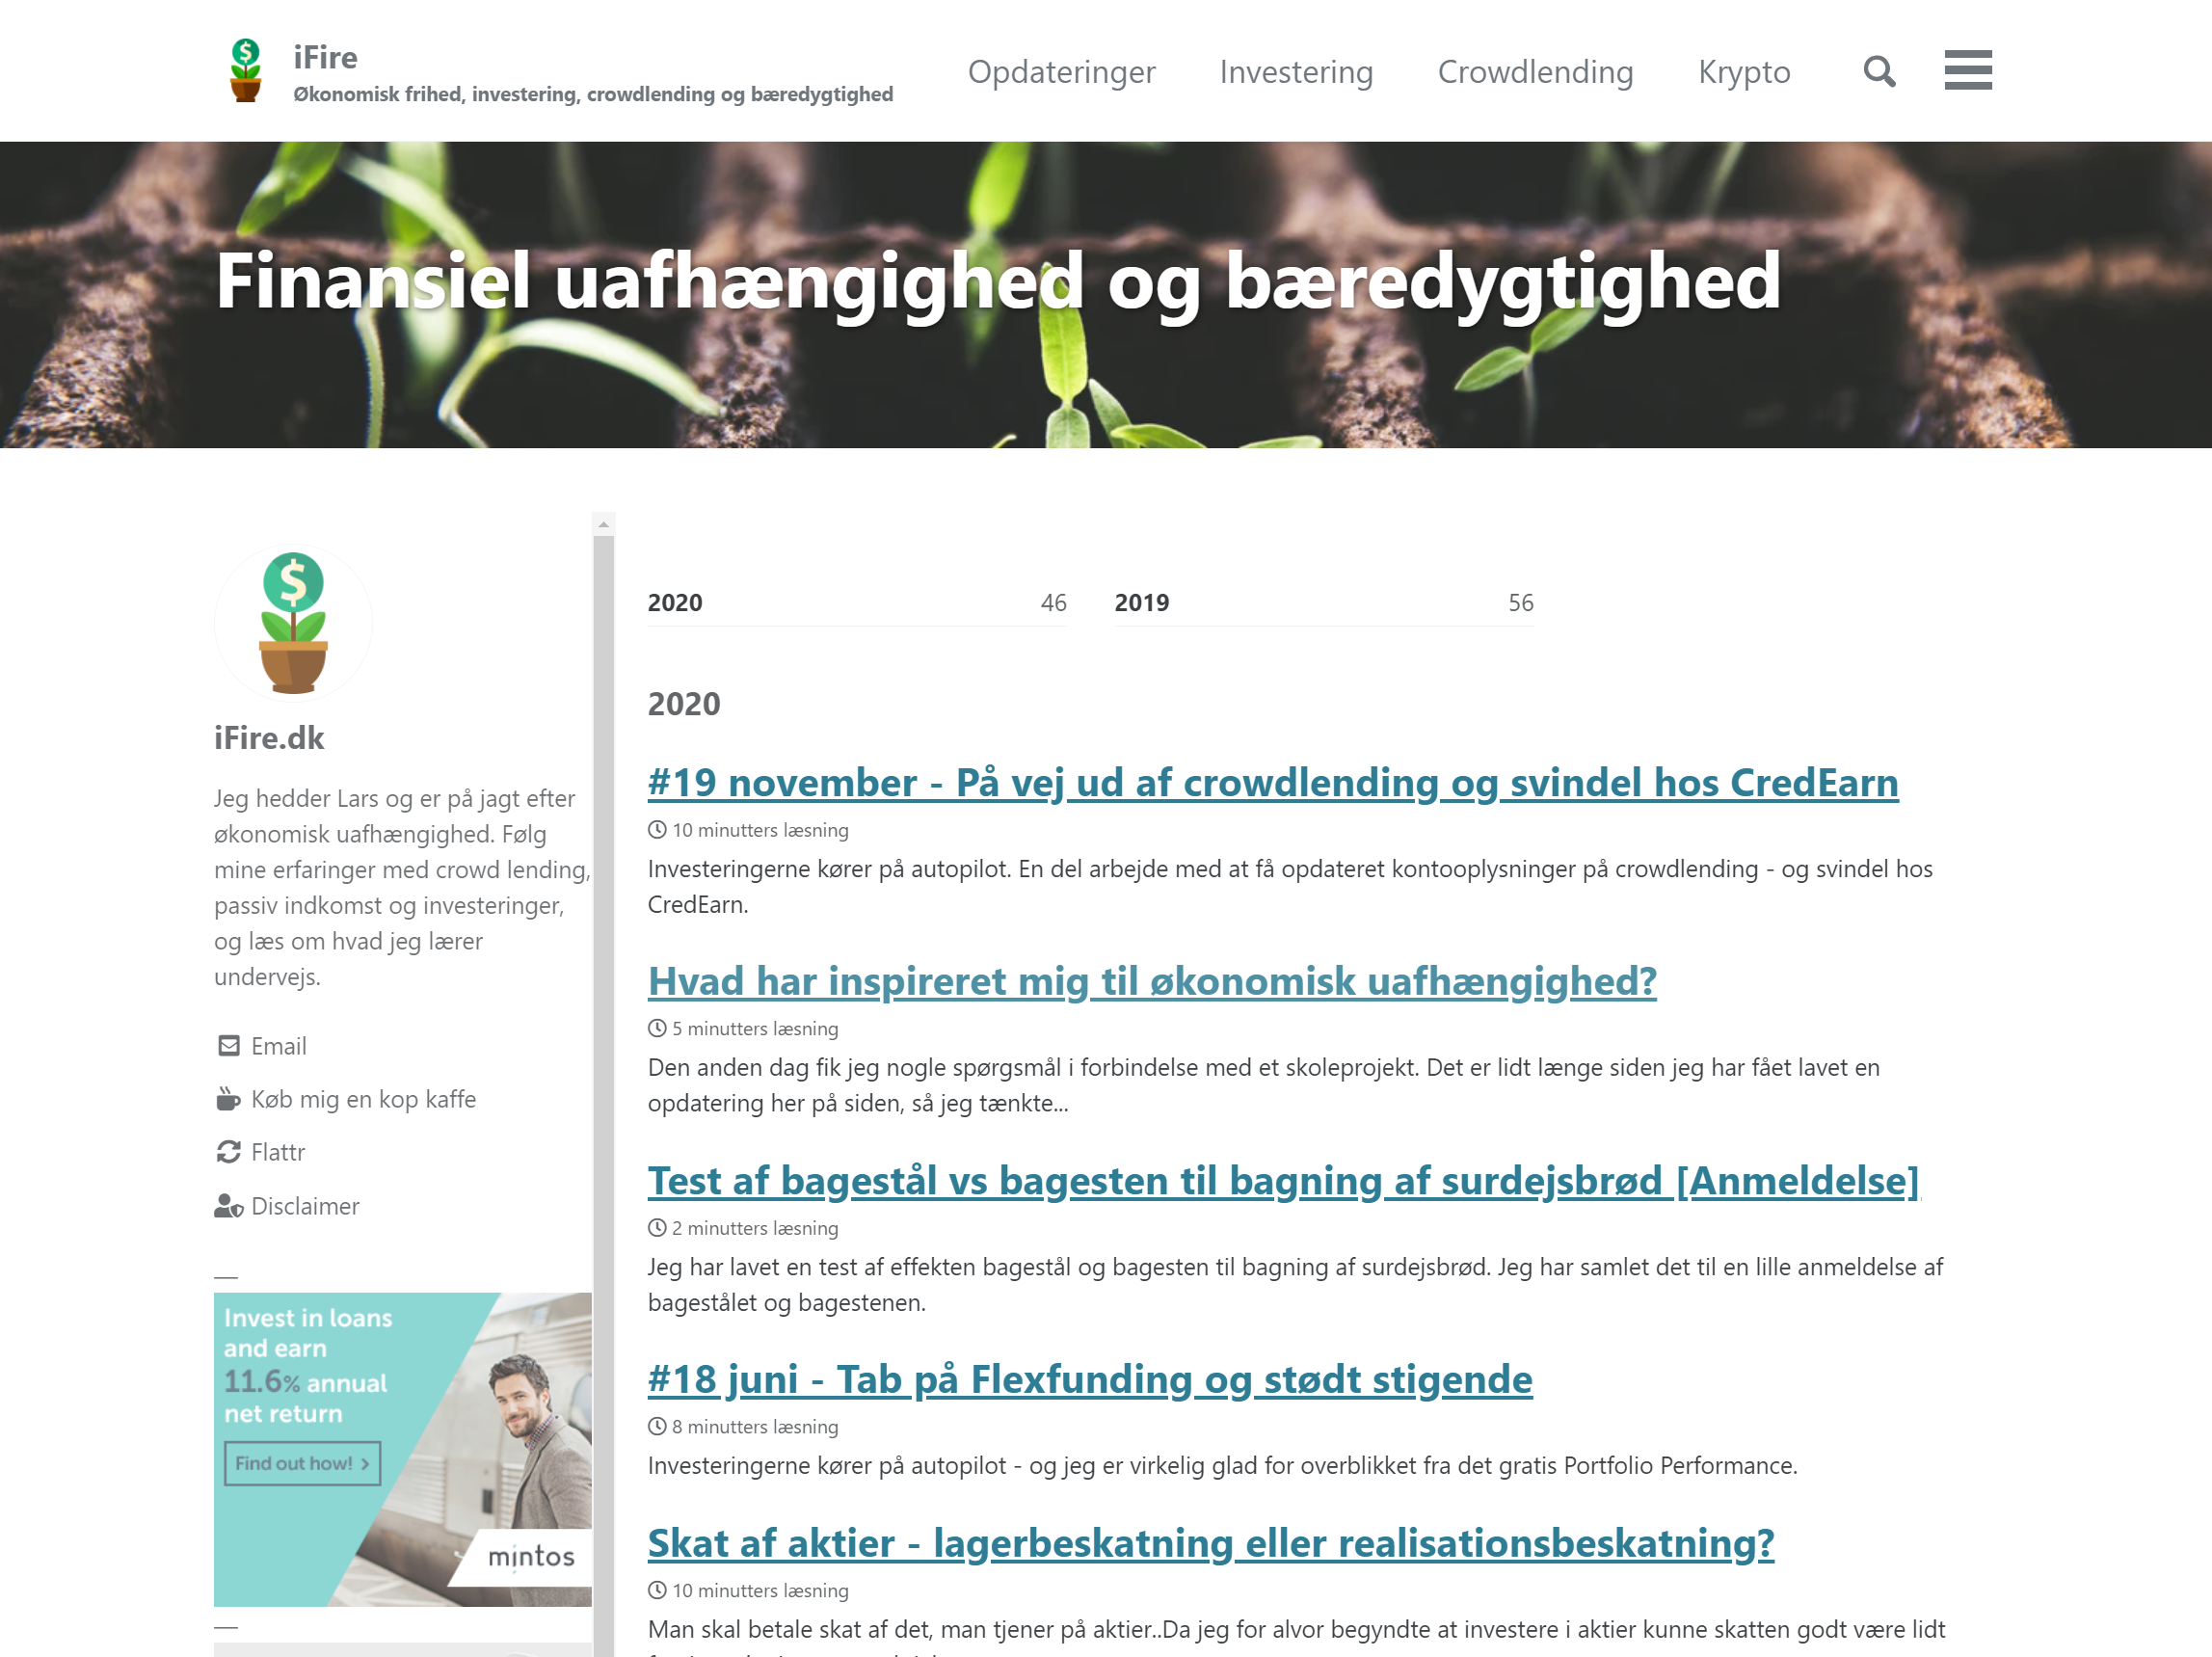 iFire
Økonomisk frihed, investering, crowdlending og bæredygtighed
Opdateringer
Investering
Crowdlending
Krypto
Finansiel uafhængighed og bæredygtighed
iFire.dk
Jeg hedder Lars og er på jagt efter
økonomisk uafhængighed. Følg
mine erfaringer med crowd lending,
passiv indkomst og investeringer,
og læs om hvad jeg lærer
undervejs.
Email
Køb mig en kop kaffe
Flattr
Disclaimer
—
Invest in loans
and earn
11.6% annual
net return
Find out how! >
mintos
—
2020 46
2019 56
2020
#19 november - På vej ud af crowdlending og svindel hos CredEarn
10 minutters læsning
Investeringerne kører på autopilot. En del arbejde med at få opdateret kontooplysninger på crowdlending - og svindel hos
CredEarn.
Hvad har inspireret mig til økonomisk uafhængighed?
5 minutters læsning
Den anden dag fik jeg nogle spørgsmål i forbindelse med et skoleprojekt. Det er lidt længe siden jeg har fået lavet en
opdatering her på siden, så jeg tænkte...
Test af bagestål vs bagesten til bagning af surdejsbrød [Anmeldelse]
2 minutters læsning
Jeg har lavet en test af effekten bagestål og bagesten til bagning af surdejsbrød. Jeg har samlet det til en lille anmeldelse af
bagestålet og bagestenen.
#18 juni - Tab på Flexfunding og stødt stigende
8 minutters læsning
Investeringerne kører på autopilot - og jeg er virkelig glad for overblikket fra det gratis Portfolio Performance.
Skat af aktier - lagerbeskatning eller realisationsbeskatning?
10 minutters læsning
Man skal betale skat af det, man tjener på aktier..Da jeg for alvor begyndte at investere i aktier kunne skatten godt være lidt